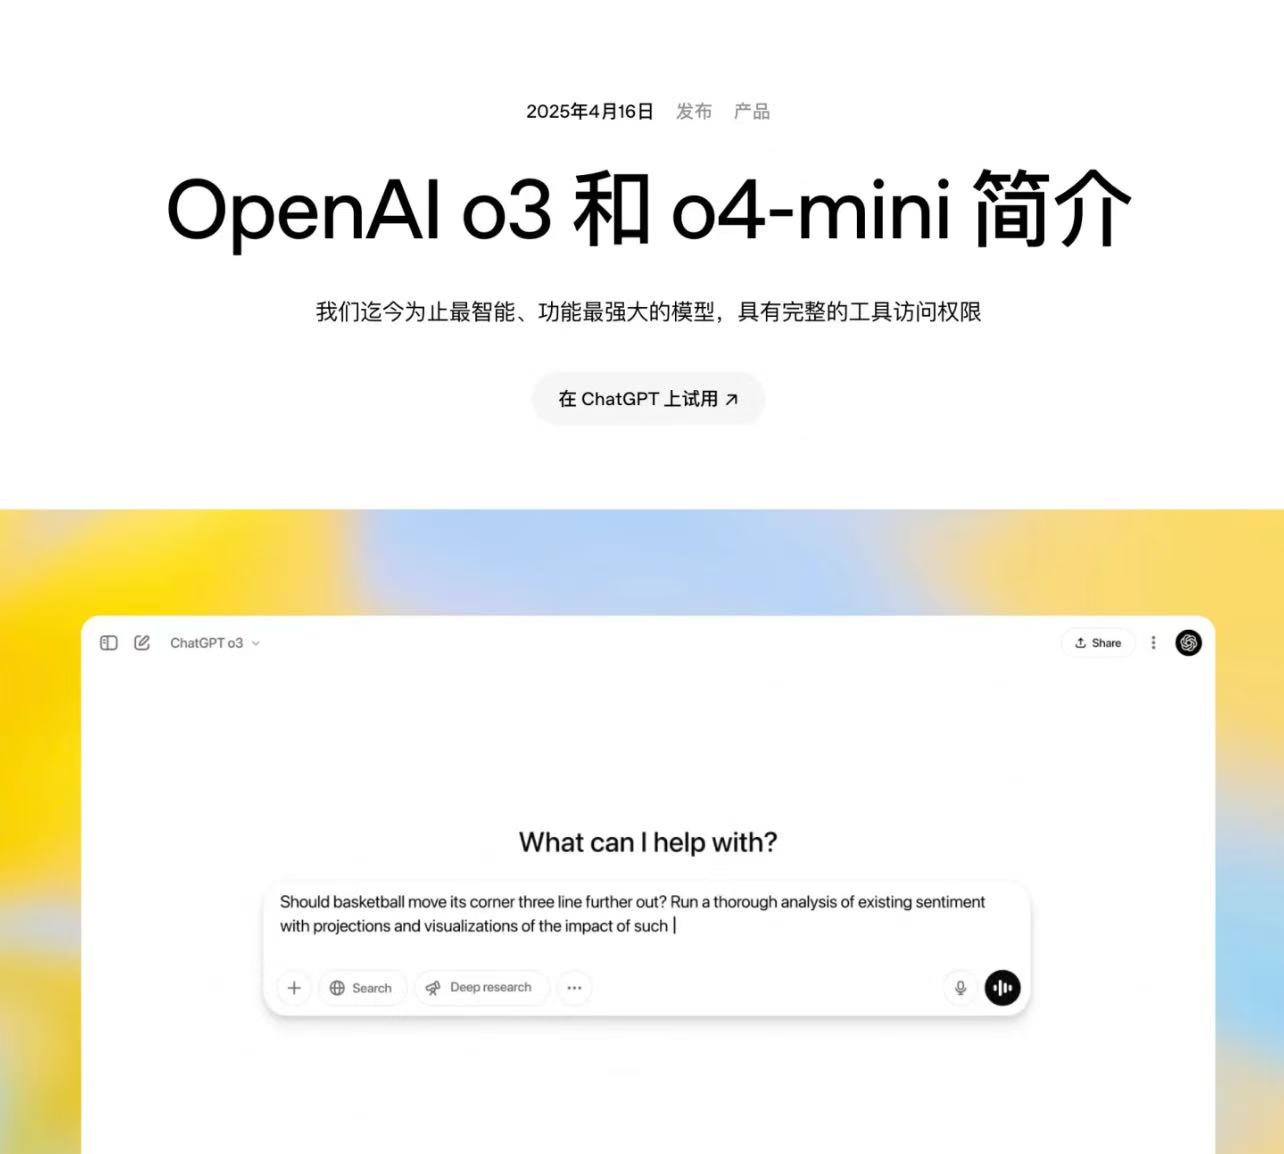 2025年4月16日 发布 产品
OpenAI o3 和 o4-mini 简介
我们迄今为止最智能、功能最强大的模型，具有完整的工具访问权限
在 ChatGPT 上试用 ↗
ChatGPT o3
Share
What can I help with?
Should basketball move its corner three line further out? Run a thorough analysis of existing sentiment
with projections and visualizations of the impact of such
Search Deep research